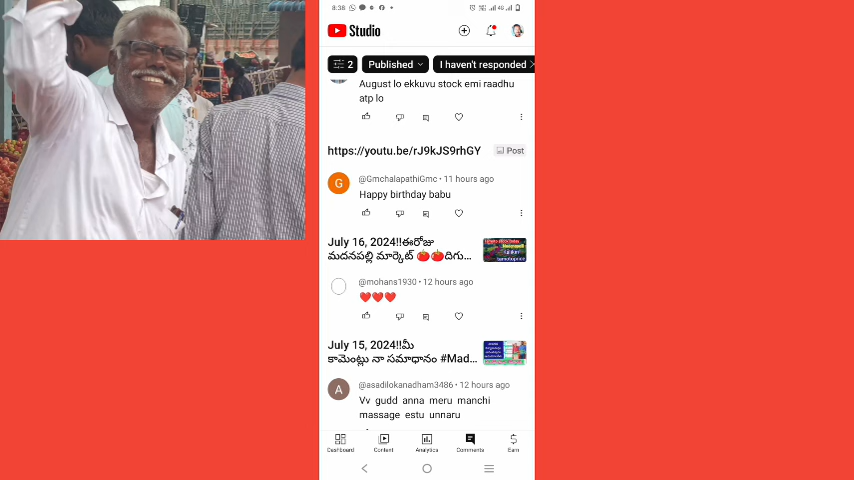 8:38
Studio
2
Published
I haven't responded
August lo ekkuvu stock emi raadhu
atp lo
https://youtu.be/rJ9kJS9rhGY
Post
@GmchalapathiGmc • 11 hours ago
G
Happy birthday babu
July 16, 2024!!ఈరోజు
మదనపల్లి మార్కెట్ 🍅🍅దిగు...
@mohans1930 • 12 hours ago
❤️❤️❤️
July 15, 2024!!మీ
కామెంట్లు నా సమాధానం #Mad...
@asadilokanadham3486 • 12 hours ago
A
Vv gudd anna meru manchi
massage estu unnaru
Dashboard
Content
Analytics
Comments
Earn